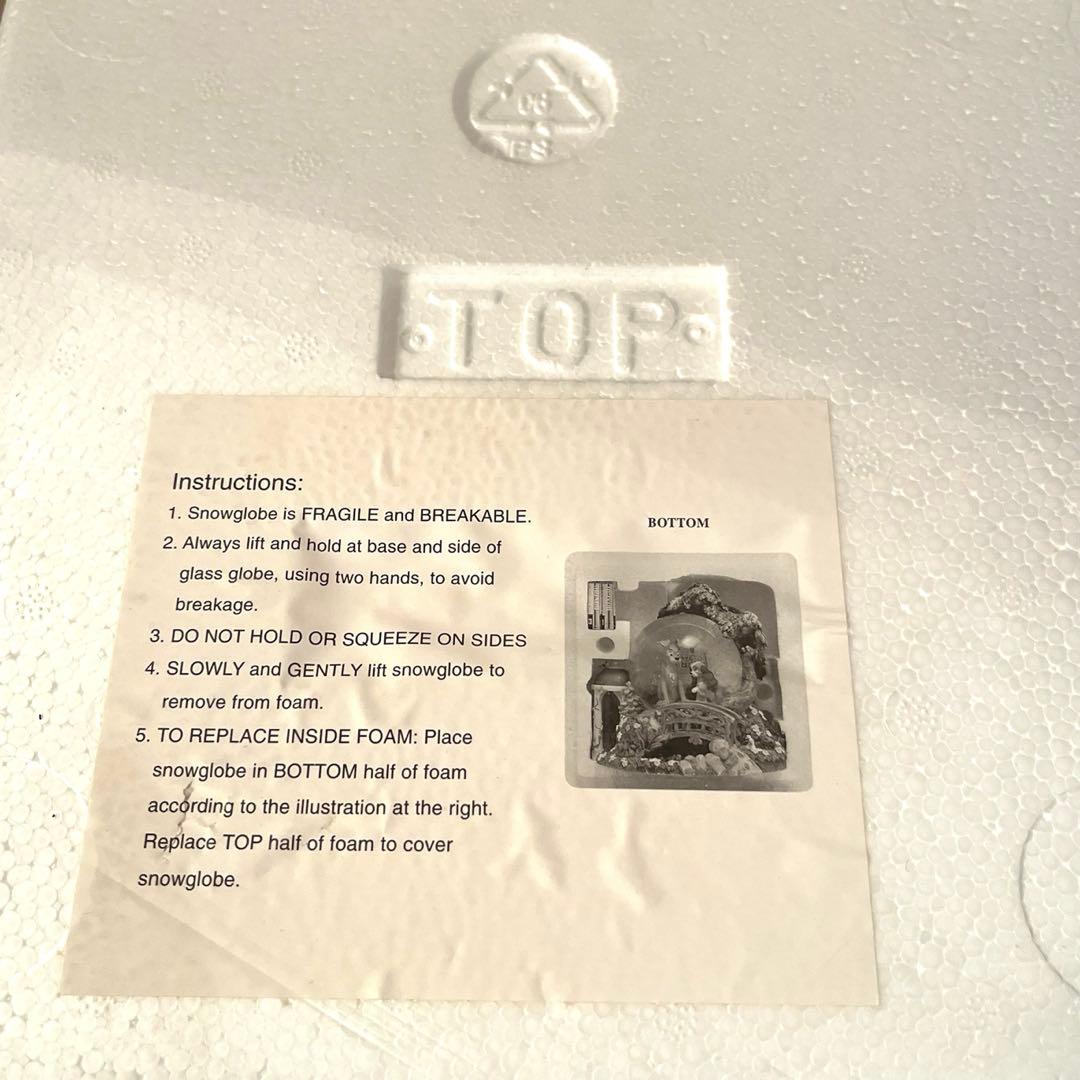 06
PS
TOP
Instructions:
1. Snowglobe is FRAGILE and BREAKABLE.
2. Always lift and hold at base and side of
glass globe, using two hands, to avoid
breakage.
3. DO NOT HOLD OR SQUEEZE ON SIDES
4. SLOWLY and GENTLY lift snowglobe to
remove from foam.
5. TO REPLACE INSIDE FOAM: Place
snowglobe in BOTTOM half of foam
according to the illustration at the right.
Replace TOP half of foam to cover
snowglobe.
BOTTOM